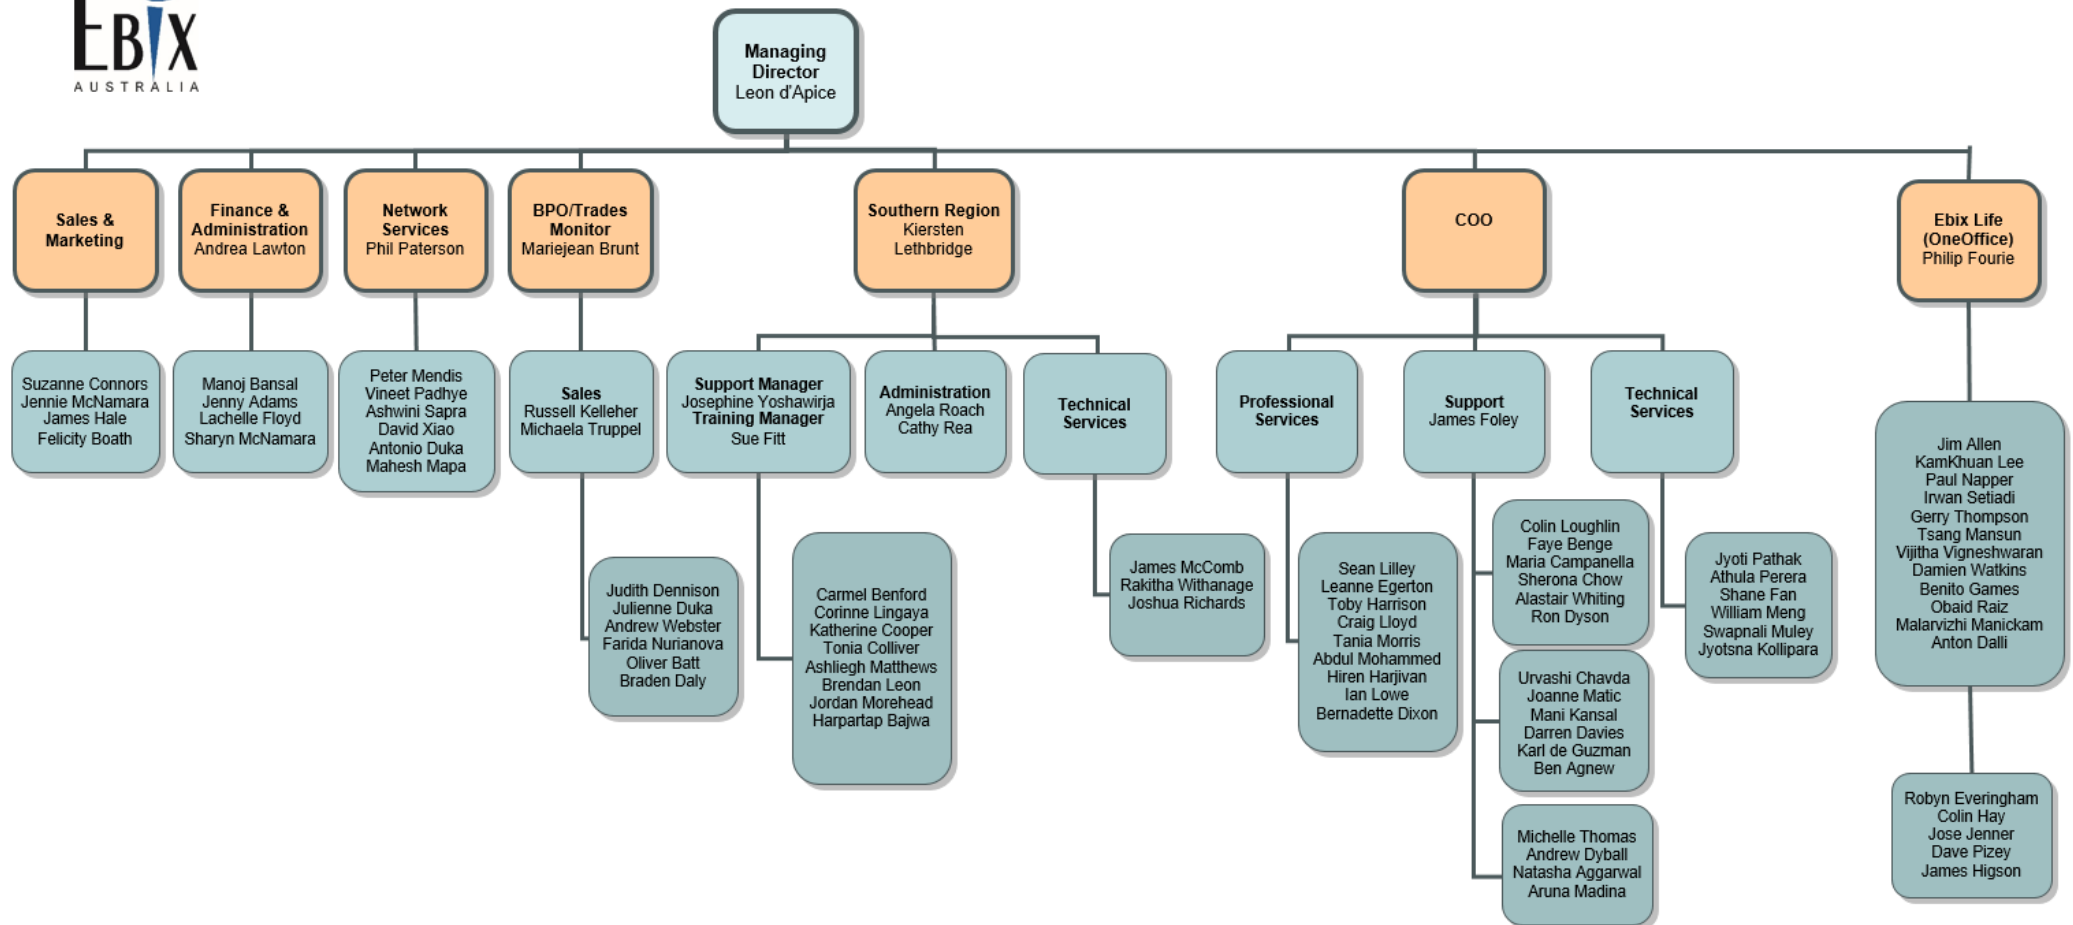 EBIX
AUSTRALIA
Managing
Director
Leon d'Apice
Sales &
Marketing
Finance &
Administration
Andrea Lawton
Network
Services
Phil Paterson
BPO/Trades
Monitor
Mariejean Brunt
Southern Region
Kiersten
Lethbridge
COO
Ebix Life
(OneOffice)
Philip Fourie
Suzanne Connors
Jennie McNamara
James Hale
Felicity Boath
Manoj Bansal
Jenny Adams
Lachelle Floyd
Sharyn McNamara
Peter Mendis
Vineet Padhye
Ashwini Sapra
David Xiao
Antonio Duka
Mahesh Mapa
Sales
Russell Kelleher
Michaela Truppel
Support Manager
Josephine Yoshawirja
Training Manager
Sue Fitt
Administration
Angela Roach
Cathy Rea
Technical
Services
Professional
Services
Support
James Foley
Technical
Services
Jim Allen
KamKhuan Lee
Paul Napper
Irwan Setiadi
Gerry Thompson
Tsang Mansun
Vijitha Vigneshwaran
Damien Watkins
Benito Games
Obaid Raiz
Malarvizhi Manickam
Anton Dalli
Judith Dennison
Julienne Duka
Andrew Webster
Farida Nurianova
Oliver Batt
Braden Daly
Carmel Benford
Corinne Lingaya
Katherine Cooper
Tonia Colliver
Ashliegh Matthews
Brendan Leon
Jordan Morehead
Harpartap Bajwa
James McComb
Rakitha Withanage
Joshua Richards
Sean Lilley
Leanne Egerton
Toby Harrison
Craig Lloyd
Tania Morris
Abdul Mohammed
Hiren Harjivan
Ian Lowe
Bernadette Dixon
Colin Loughlin
Faye Benge
Maria Campanella
Sherona Chow
Alastair Whiting
Ron Dyson
Urvashi Chavda
Joanne Matic
Mani Kansal
Darren Davies
Karl de Guzman
Ben Agnew
Michelle Thomas
Andrew Dyball
Natasha Aggarwal
Aruna Madina
Jyoti Pathak
Athula Perera
Shane Fan
William Meng
Swapnali Muley
Jyotsna Kollipara
Robyn Everingham
Colin Hay
Jose Jenner
Dave Pizey
James Higson